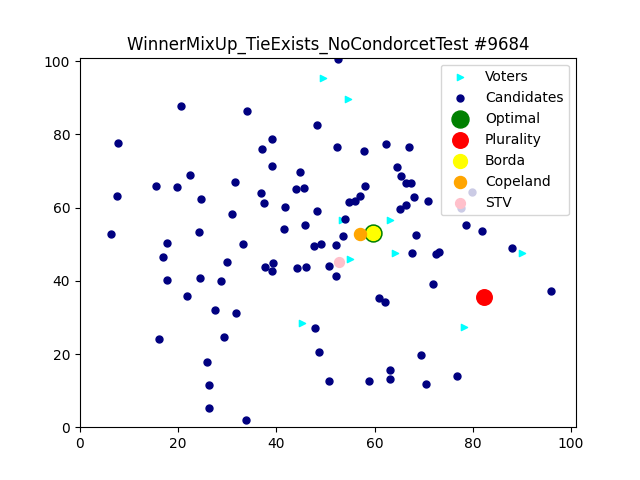 WinnerMixUp_TieExists_NoCondorcetTest #9684
100
80
60
40
20
0
0 20 40 60 80 100
Voters
Candidates
Optimal
Plurality
Borda
Copeland
STV